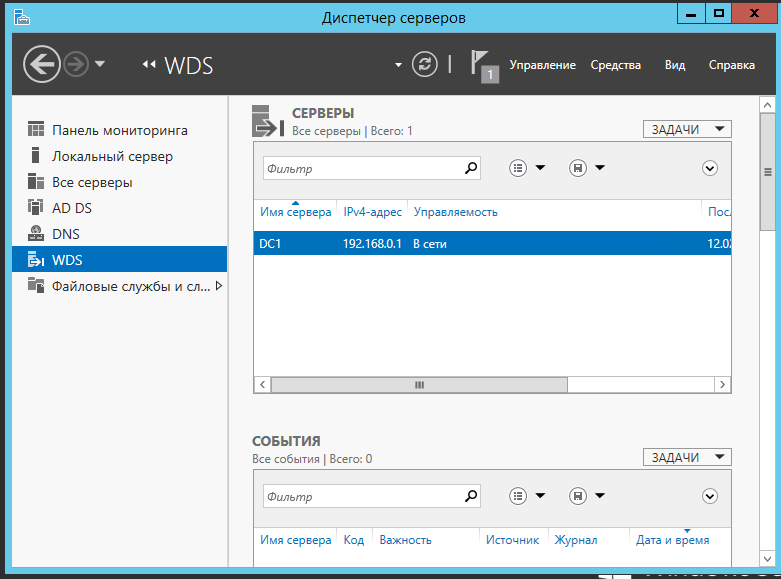 Диспетчер серверов
WDS
1
Управление Средства Вид Справка
Панель мониторинга
Локальный сервер
Все серверы
AD DS
DNS
WDS
Файловые службы и сл...
СЕРВЕРЫ
Все серверы | Всего: 1
ЗАДАЧИ
Фильтр
Имя сервера IPv4-адрес Управляемость Посл
DC1 192.168.0.1 В сети 12.02
СОБЫТИЯ
Все события | Всего: 0
ЗАДАЧИ
Фильтр
Имя сервера Код Важность Источник Журнал Дата и время